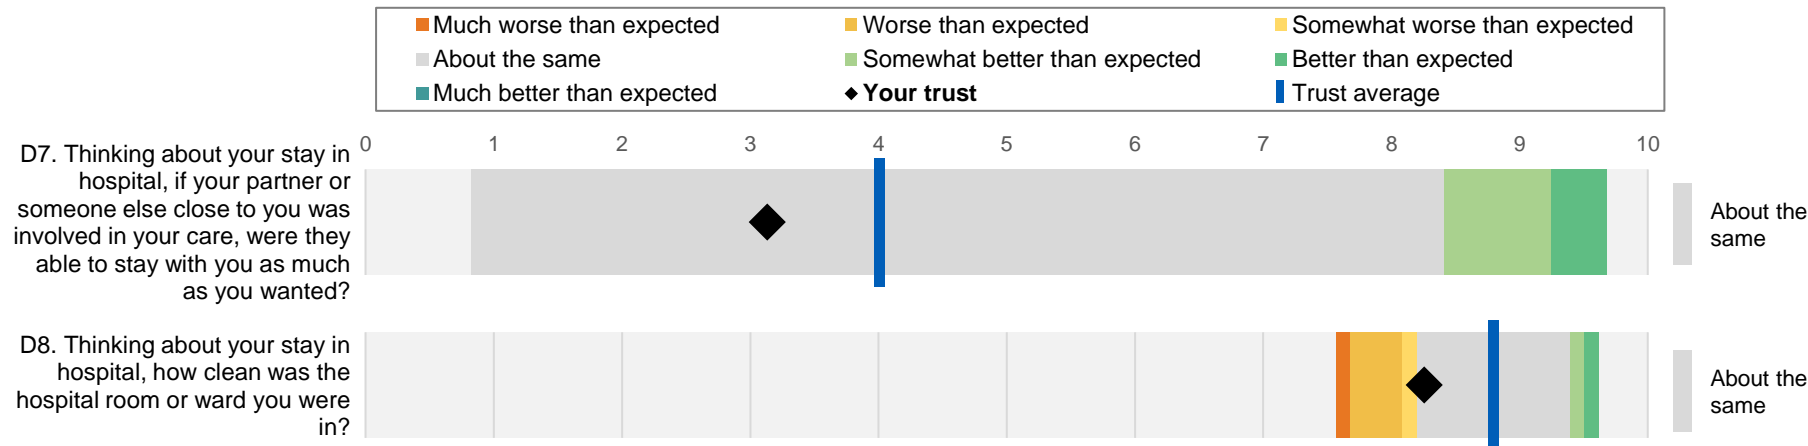 Much worse than expected
Worse than expected
Somewhat worse than expected
About the same
Somewhat better than expected
Better than expected
Much better than expected
Your trust
Trust average
0 1 2 3 4 5 6 7 8 9 10
D7. Thinking about your stay in
hospital, if your partner or
someone else close to you was
involved in your care, were they
able to stay with you as much
as you wanted?
About the
same
D8. Thinking about your stay in
hospital, how clean was the
hospital room or ward you were
in?
About the
same